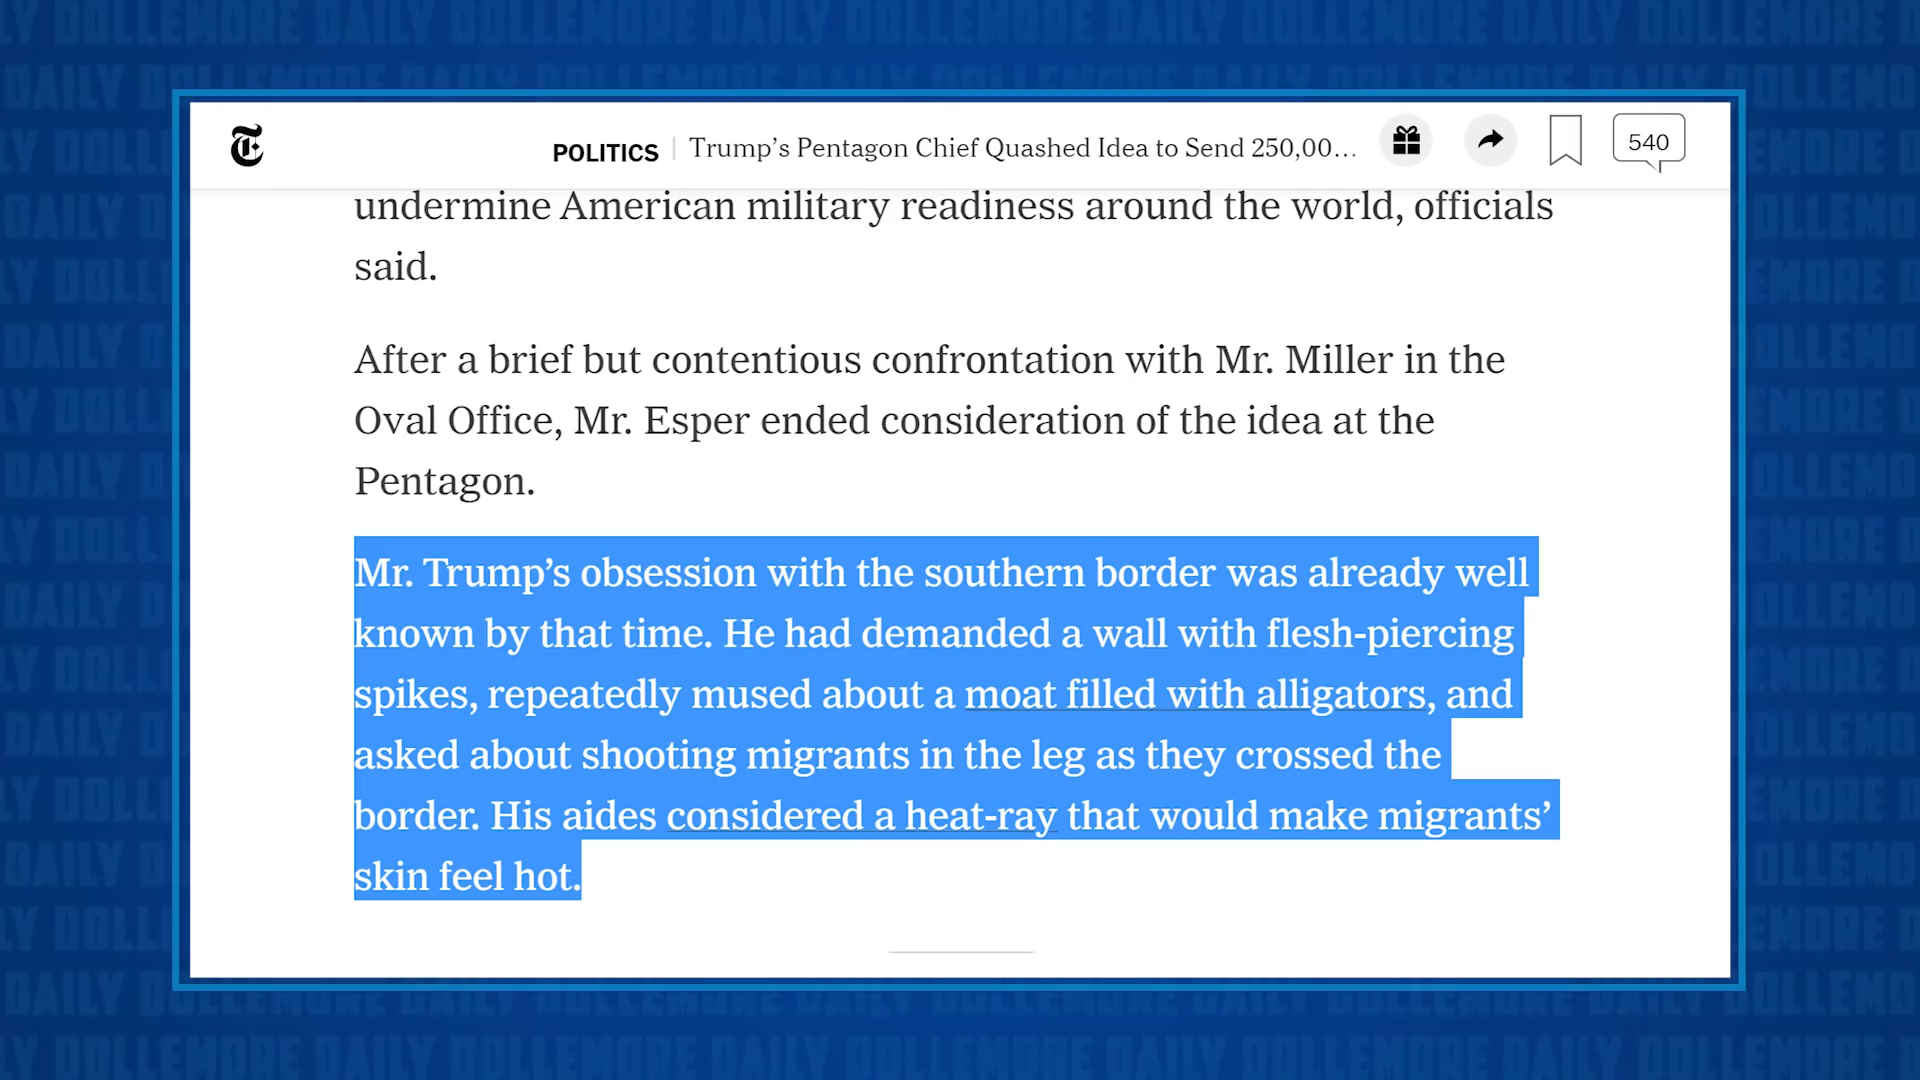 DAILY DOLLEMORE
POLITICS | Trump’s Pentagon Chief Quashed Idea to Send 250,00...
540
undermine American military readiness around the world, officials
said.
After a brief but contentious confrontation with Mr. Miller in the
Oval Office, Mr. Esper ended consideration of the idea at the
Pentagon.
Mr. Trump’s obsession with the southern border was already well
known by that time. He had demanded a wall with flesh-piercing
spikes, repeatedly mused about a moat filled with alligators, and
asked about shooting migrants in the leg as they crossed the
border. His aides considered a heat-ray that would make migrants’
skin feel hot.